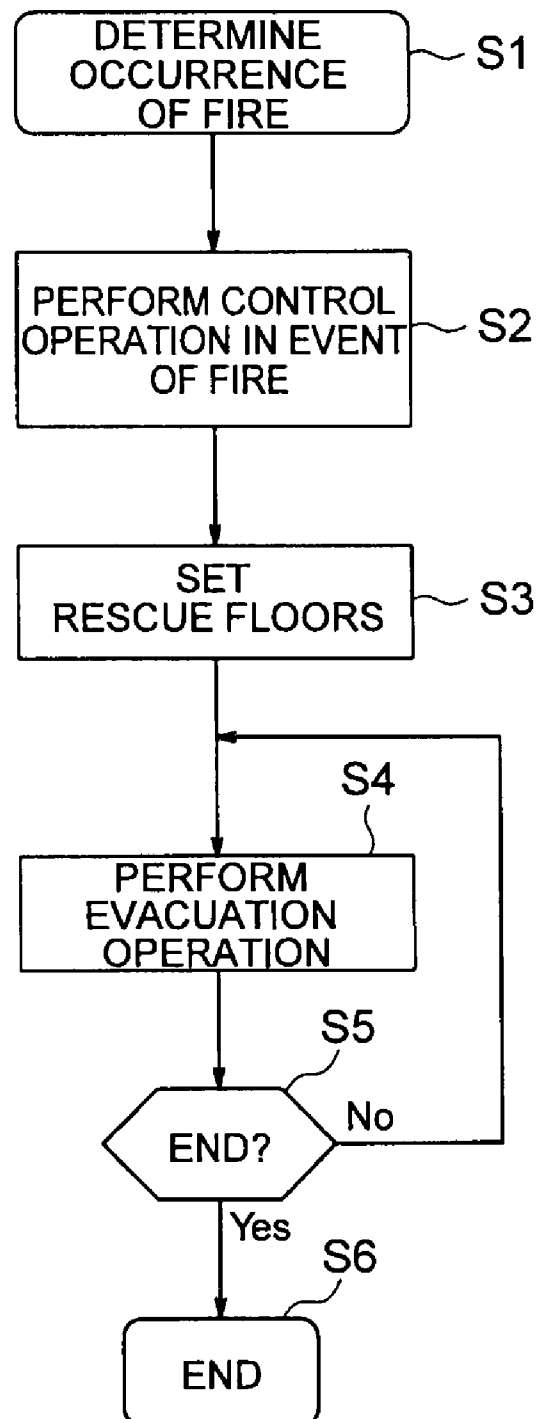 DETERMINE
OCCURRENCE
OF FIRE
S1
PERFORM CONTROL
OPERATION IN EVENT
OF FIRE
S2
SET
RESCUE FLOORS
S3
S4
PERFORM
EVACUATION
OPERATION
S5
END?
No
Yes
S6
END